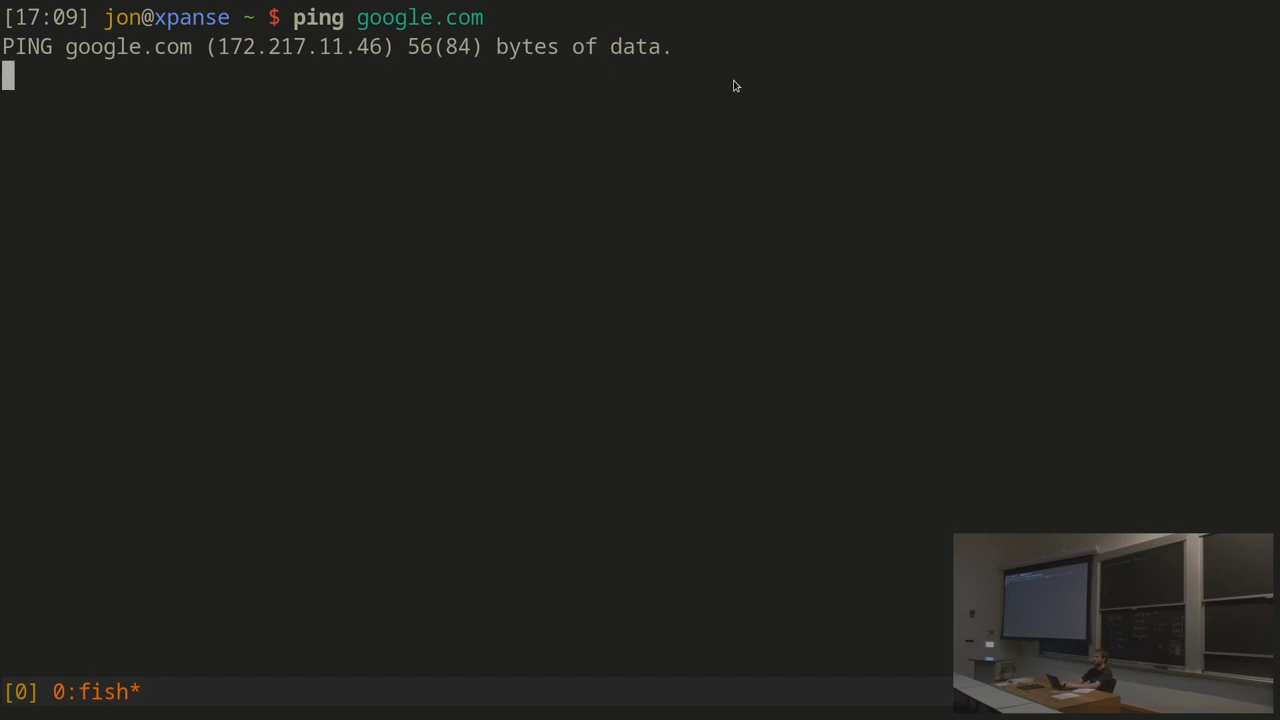 [17:09] jon@xpanse ~ $ ping google.com
PING google.com (172.217.11.46) 56(84) bytes of data.
[0] 0:fish*